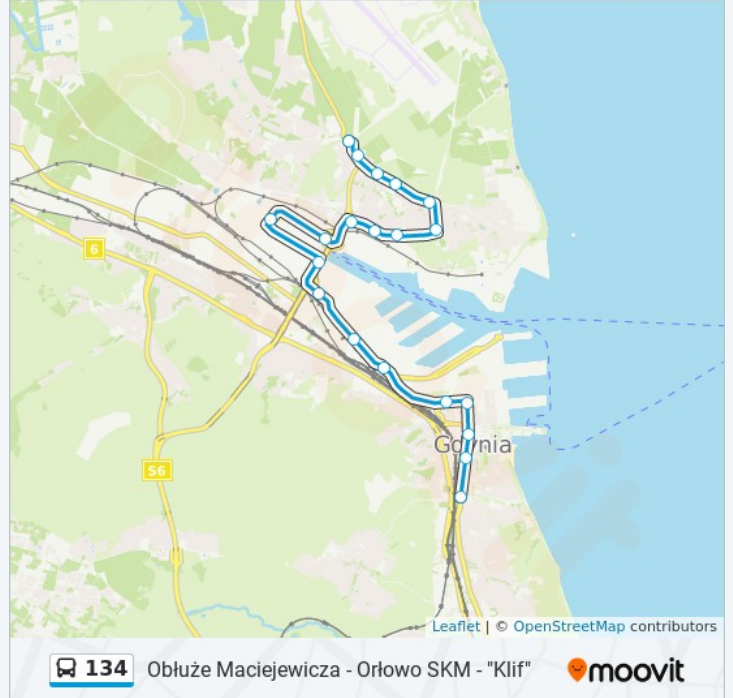 6
Gdynia
S6
Leaflet | © OpenStreetMap contributors
134 Obłuże Maciejewicza - Orłowo SKM - "Klif" moovit